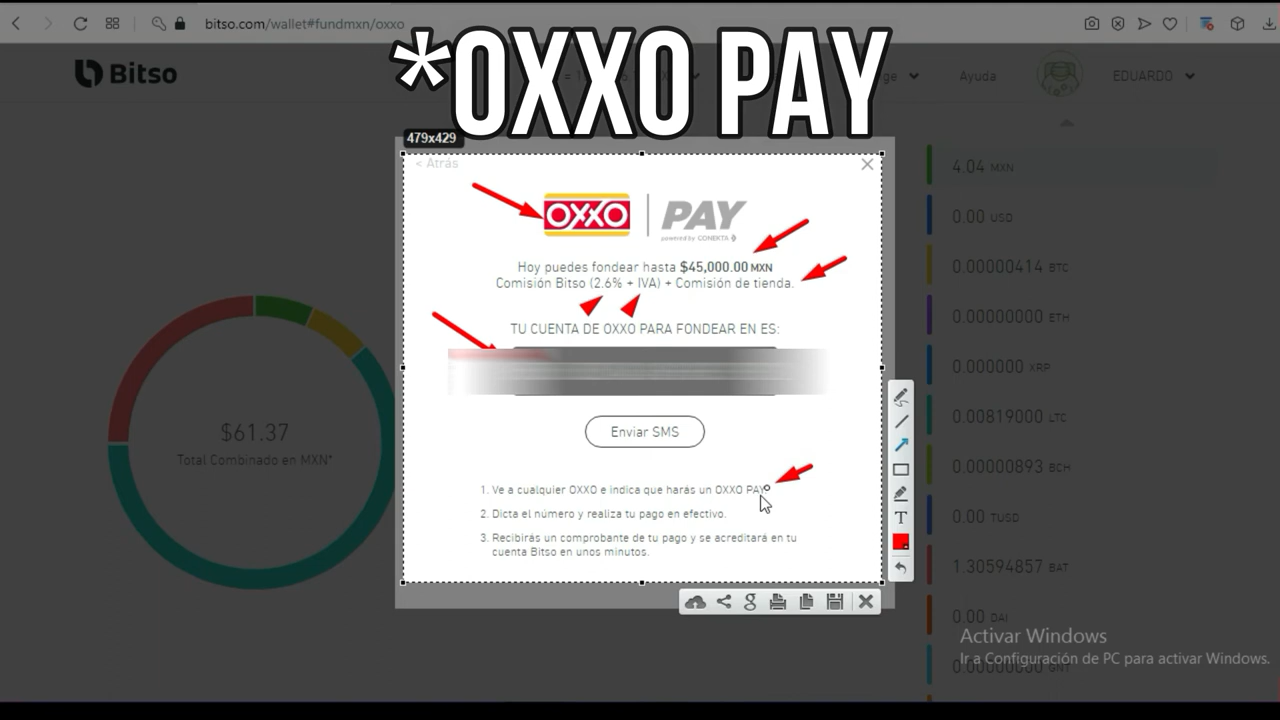 bitso.com/wallet#fundmxn/oxxo
*OXXO PAY
Bitso
Ayuda
EDUARDO
479x429
< Atrás
OXXO PAY
powered by CONEKTA
Hoy puedes fondear hasta $45,000.00 MXN
Comisión Bitso (2.6% + IVA) + Comisión de tienda.
TU CUENTA DE OXXO PARA FONDEAR EN ES:
Enviar SMS
1. Ve a cualquier OXXO e indica que harás un OXXO PAY
2. Dicta el número y realiza tu pago en efectivo.
3. Recibirás un comprobante de tu pago y se acreditará en tu
cuenta Bitso en unos minutos.
$61.37
Total Combinado en MXN*
4.04 MXN
0.00 USD
0.00000414 BTC
0.00000000 ETH
0.000000 XRP
0.00819000 LTC
0.00000893 BCH
0.00 TUSD
1.30594857 BAT
0.00 DAI
T
g
Activar Windows
Ir a Configuración de PC para activar Windows.